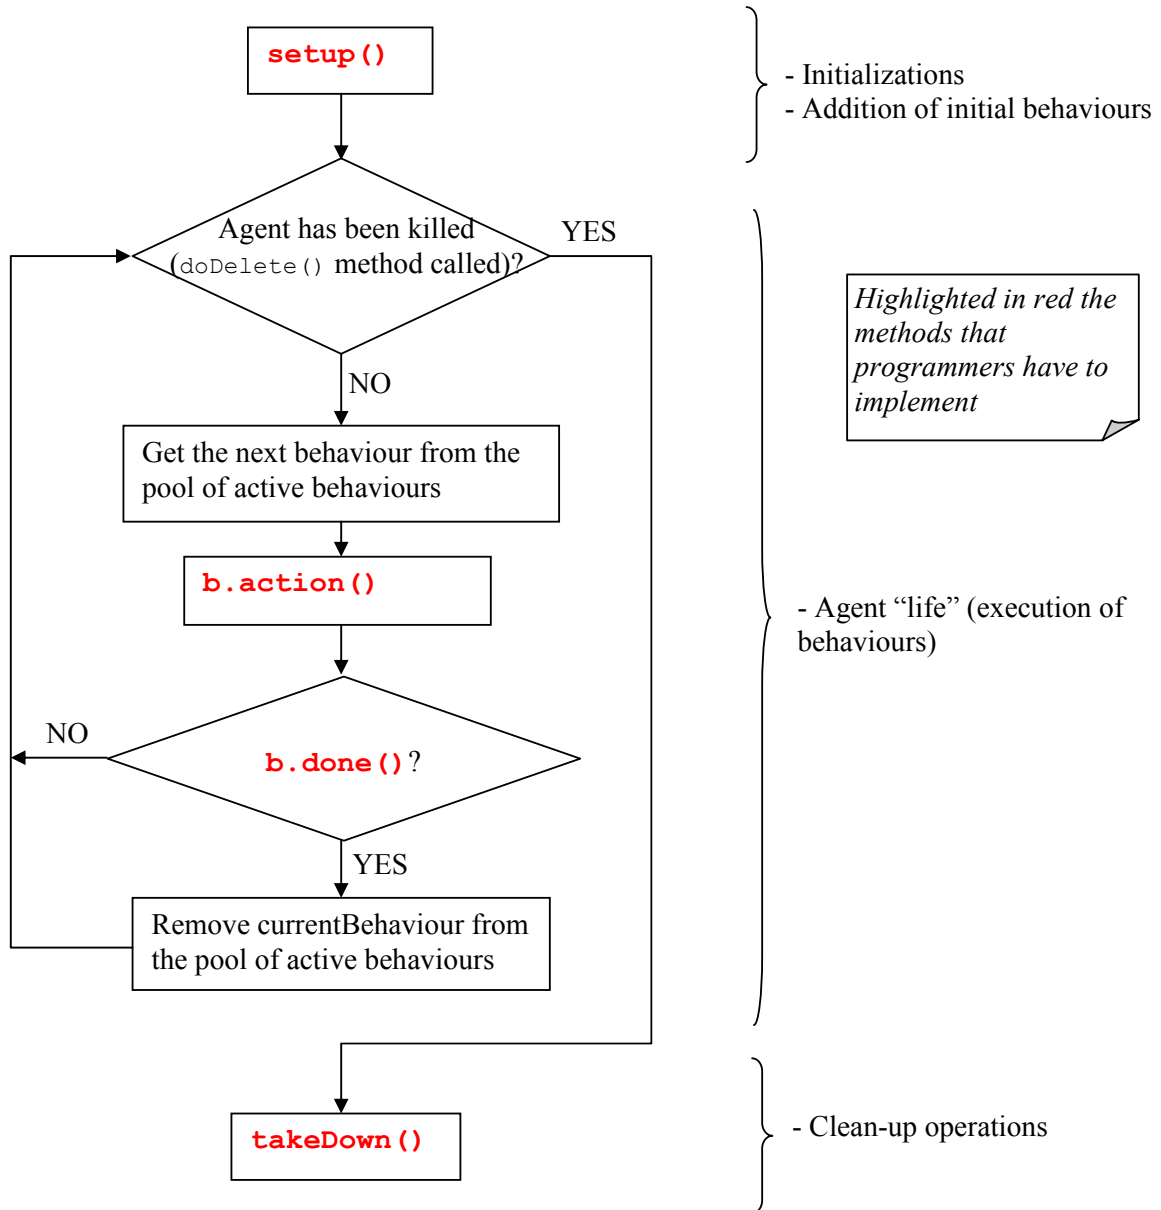 setup()
- Initializations
- Addition of initial behaviours
Agent has been killed
(doDelete() method called)?
YES
Highlighted in red the
methods that
programmers have to
implement
NO
Get the next behaviour from the
pool of active behaviours
b.action()
- Agent “life” (execution of
behaviours)
NO
b.done()?
YES
Remove currentBehaviour from
the pool of active behaviours
takeDown()
- Clean-up operations